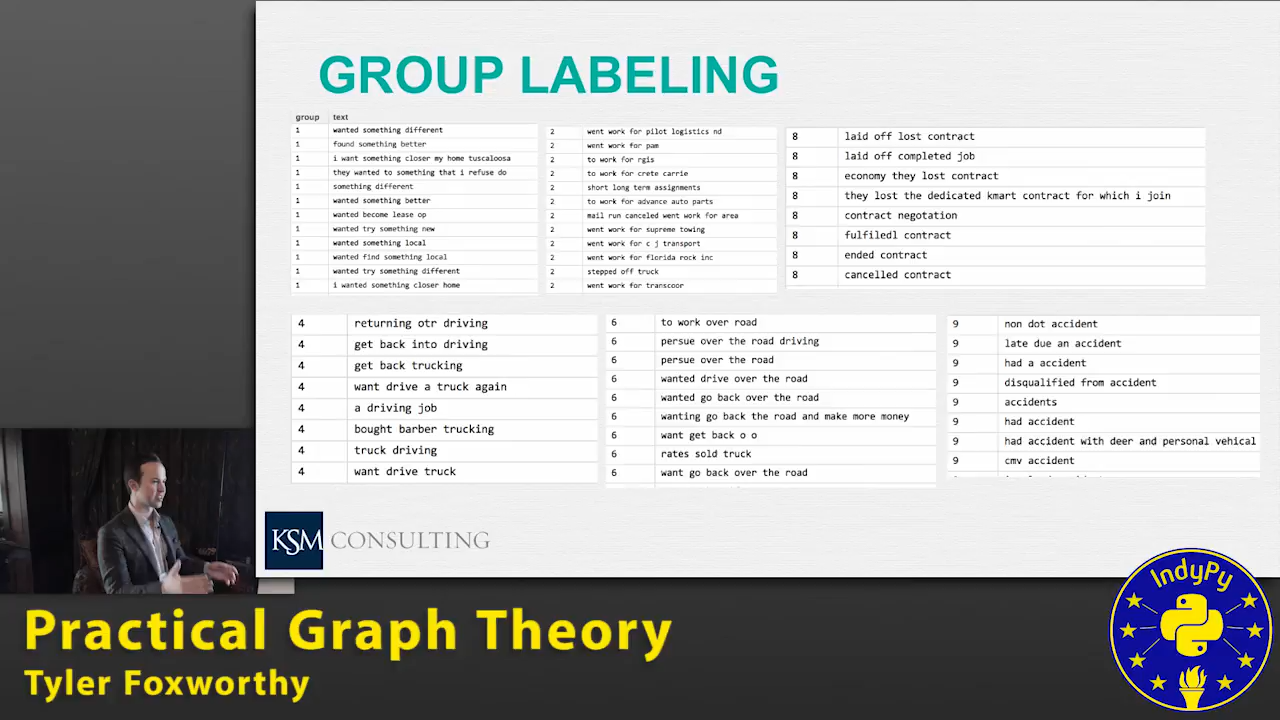 GROUP LABELING
group text
1 wanted something different
1 found something better
1 i want something closer my home tuscaloosa
1 they wanted to something that i refuse do
1 something different
1 wanted something better
1 wanted become lease op
1 wanted try something new
1 wanted something local
1 wanted find something local
1 wanted try something different
1 i wanted something closer home
2 went work for pilot logistics nd
2 went work for pam
2 to work for rgis
2 to work for crete carrie
2 short long term assignments
2 to work for advance auto parts
2 mail run canceled went work for area
2 went work for supreme towing
2 went work for c j transport
2 went work for florida rock inc
2 stepped off truck
2 went work for transcoor
8 laid off lost contract
8 laid off completed job
8 economy they lost contract
8 they lost the dedicated kmart contract for which i join
8 contract negotation
8 fulfiledl contract
8 ended contract
8 cancelled contract
4 returning otr driving
4 get back into driving
4 get back trucking
4 want drive a truck again
4 a driving job
4 bought barber trucking
4 truck driving
4 want drive truck
6 to work over road
6 persue over the road driving
6 persue over the road
6 wanted drive over the road
6 wanted go back over the road
6 wanting go back the road and make more money
6 want get back o o
6 rates sold truck
6 want go back over the road
9 non dot accident
9 late due an accident
9 had a accident
9 disqualified from accident
9 accidents
9 had accident
9 had accident with deer and personal vehical
9 cmv accident
KSM CONSULTING
IndyPy
Practical Graph Theory
Tyler Foxworthy